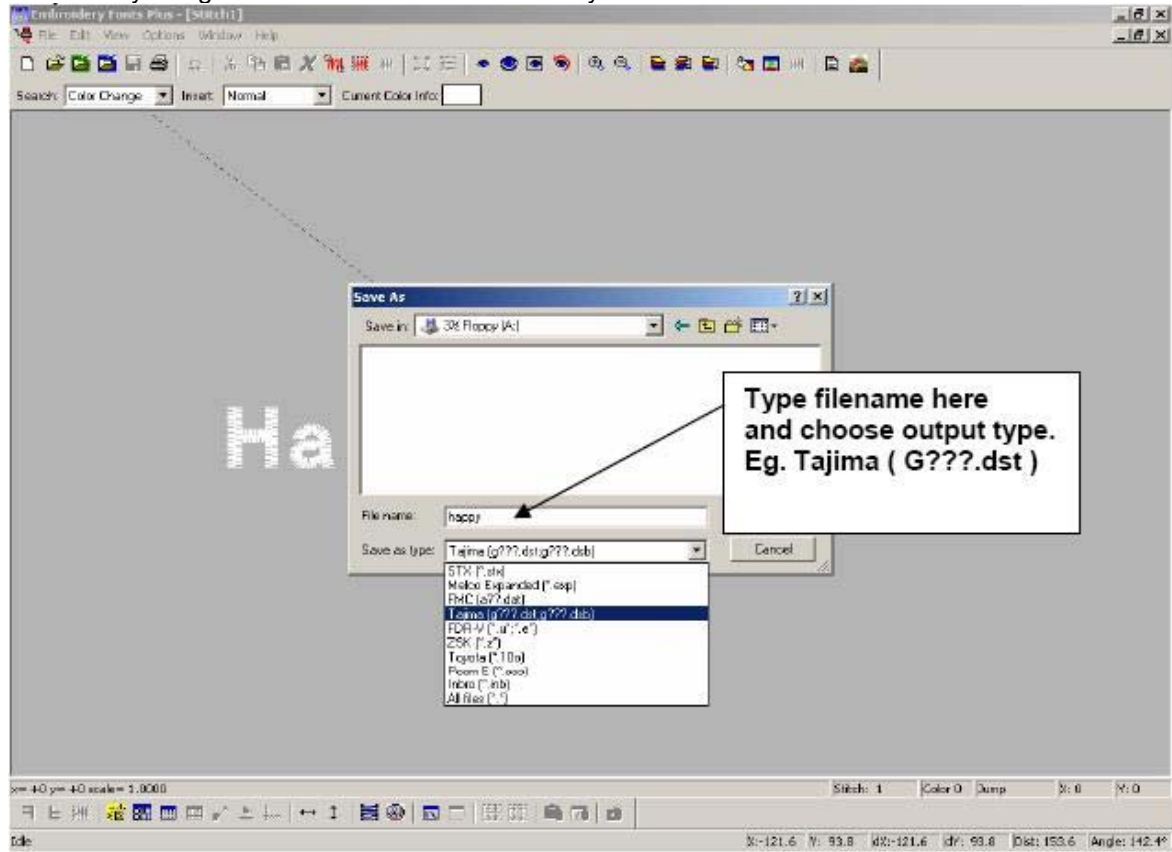 Embroidery Fonts Plus - [Stitch1]
File Edit View Options Window Help
Search: Color Change Insert: Normal Current Color Info:
Save As
Save in: 3½ Floppy (A:)
Ha
Type filename here
and choose output type.
Eg. Tajima ( G???.dst )
File name: happy
Save as type: Tajima (g???.dst;g???.dsb) Cancel
STX (*.stx)
Melco Expanded (*.exp)
FMC (a??.dat)
Tajima (g???.dst;g???.dsb)
FDR-V (*.u*;*.e*)
ZSK (*.z*)
Toyota (*.10o)
Inbro (*.inb)
All files (*.*)
x= +0 y= +0 scale= 1.0000 Stitch: 1 Color 0 Jump X: 0 Y: 0
Idle X:-121.6 Y: 93.8 dX:-121.6 dY: 93.8 Dist: 153.6 Angle: 142.4°